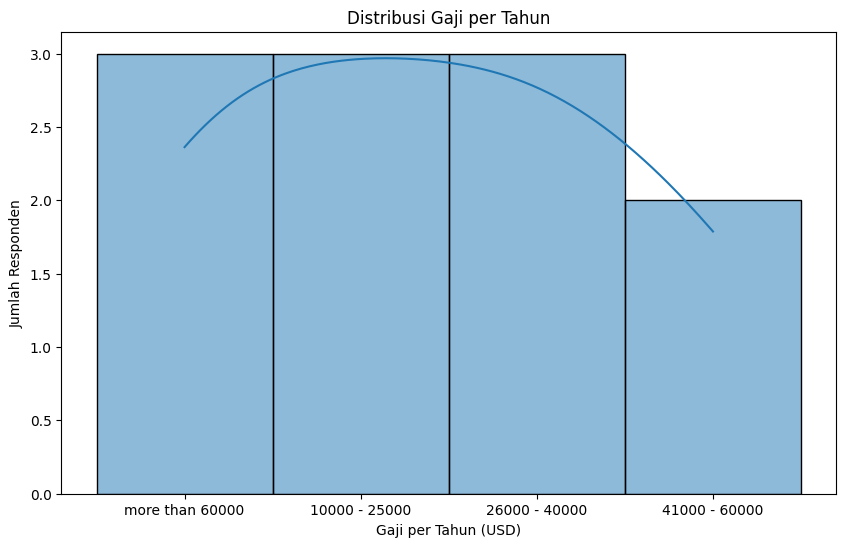 Distribusi Gaji per Tahun
Jumlah Responden
3.0
2.5
2.0
1.5
1.0
0.5
0.0
more than 60000
10000 - 25000
26000 - 40000
41000 - 60000
Gaji per Tahun (USD)